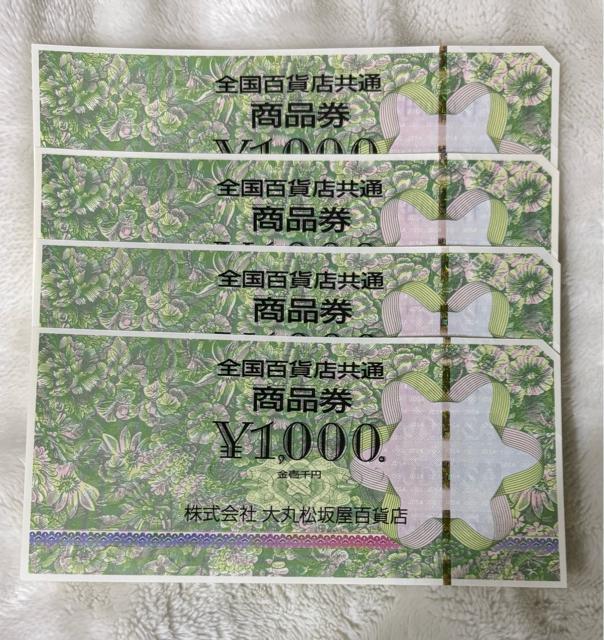 全国百貨店共通
商品券
¥1,000
全国百貨店共通
商品券
全国百貨店共通
商品券
全国百貨店共通
商品券
¥1,000.
金壱千円
株式会社 大丸松坂屋百貨店